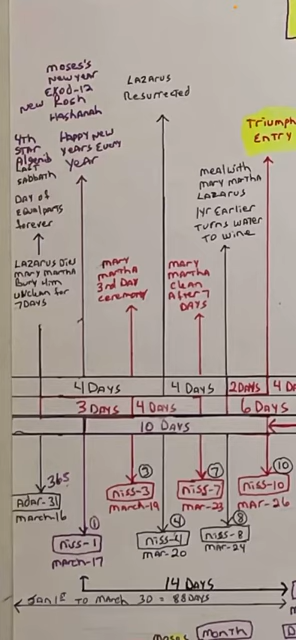 moses's
New year
Exod-12
New Rosh
Hashanah
Happy New
years Every
year
4th
Star
Algenib
Last
Sabbath
Day of
Equal parts
forever
Lazarus Dies
mary martha
Bury Him
unclean for
7 DAYS
Lazarus
Resurrected
mary
martha
3rd Day
ceremony
mary
martha
clean
After 7
DAYS
meal with
mary martha
Lazarus
1yr Earlier
Turns water
To wine
Triumph
Entry
4 DAYS
4 DAYS
2 DAYS
4 D
3 DAYS
4 DAYS
6 DAYS
10 DAYS
365
Adar-31
march-16
1
niss-1
march-17
3
niss-3
march-19
4
niss-4
mar-20
7
niss-7
mar-23
8
niss-8
mar-24
10
niss-10
mar-26
14 DAYS
Jan 1st to march 30 = 88 DAYS
moses
month